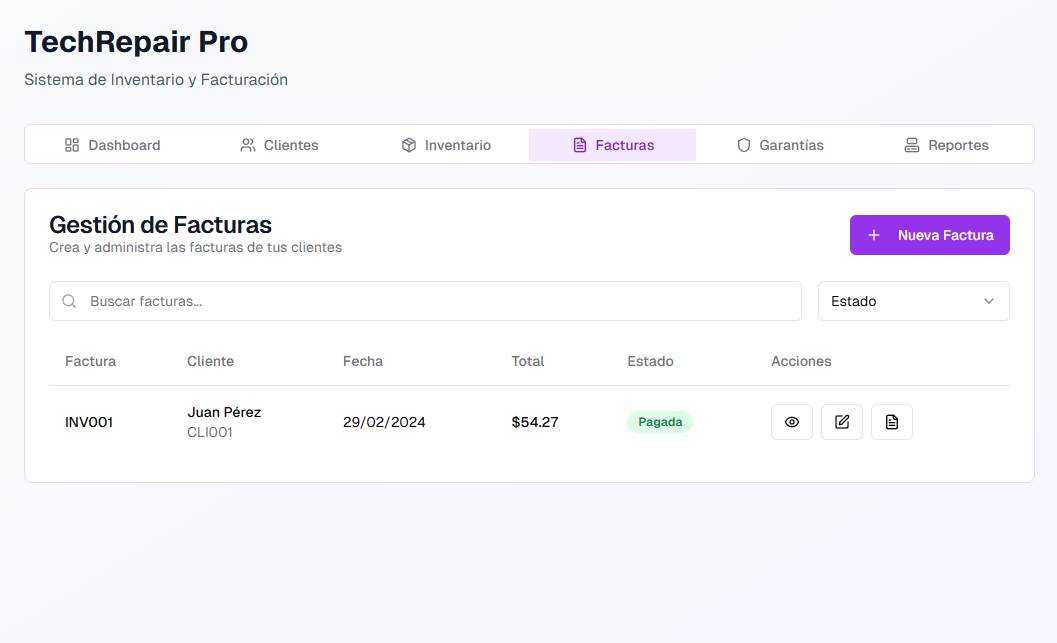 TechRepair Pro
Sistema de Inventario y Facturación
Dashboard Clientes Inventario Facturas Garantías Reportes
Gestión de Facturas
Crea y administra las facturas de tus clientes
Nueva Factura
Buscar facturas...
Estado
Factura Cliente Fecha Total Estado Acciones
INV001 Juan Pérez 29/02/2024 $54.27 Pagada
CLI001